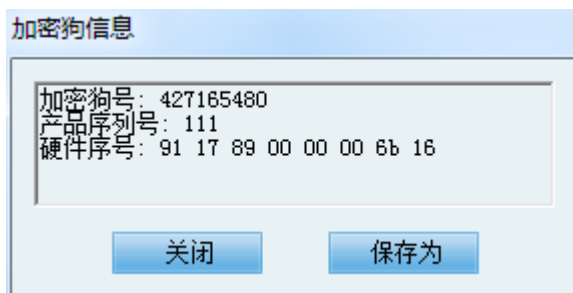 加密狗信息
加密狗号: 427165480
产品序列号: 111
硬件序号: 91 17 89 00 00 00 6b 16
关闭
保存为